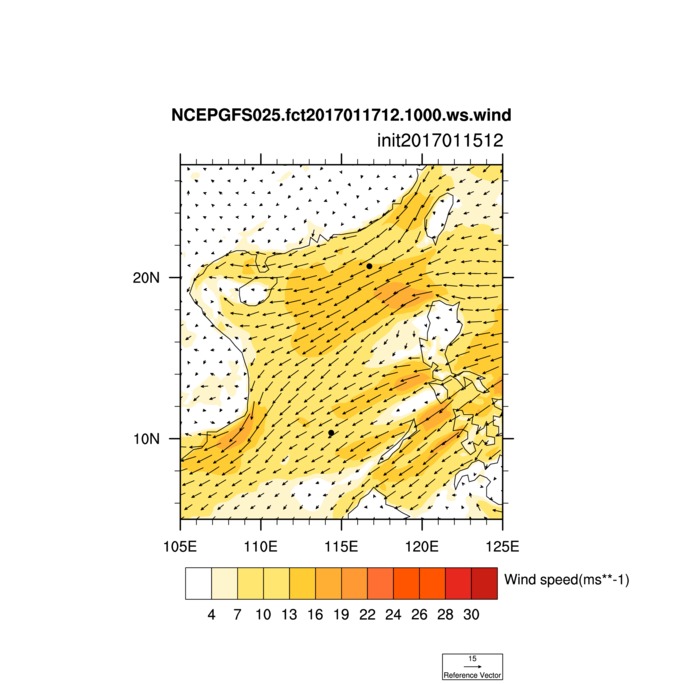 NCEPGFS025.fct2017011712.1000.ws.wind
init2017011512
20N
10N
105E 110E 115E 120E 125E
Wind speed(ms**-1)
4 7 10 13 16 19 22 24 26 28 30
15
Reference Vector